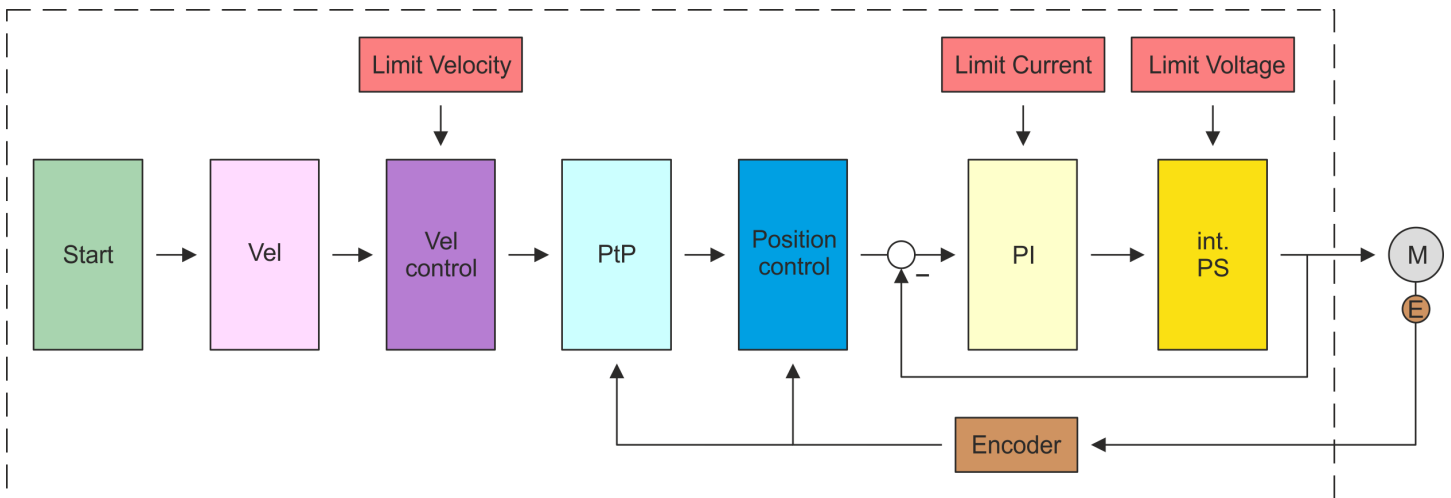 Limit Velocity
Limit Current
Limit Voltage
Start
Vel
Vel
control
PtP
Position
control
–
PI
int.
PS
M
E
Encoder